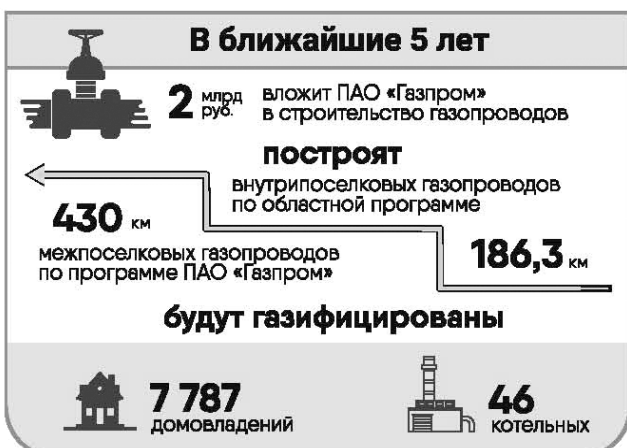 В ближайшие 5 лет
2 млрд руб. вложит ПАО «Газпром»
в строительство газопроводов
построят
внутрипоселковых газопроводов
по областной программе
186,3 км
430 км
межпоселковых газопроводов
по программе ПАО «Газпром»
будут газифицированы
7 787
домовладений
46
котельных